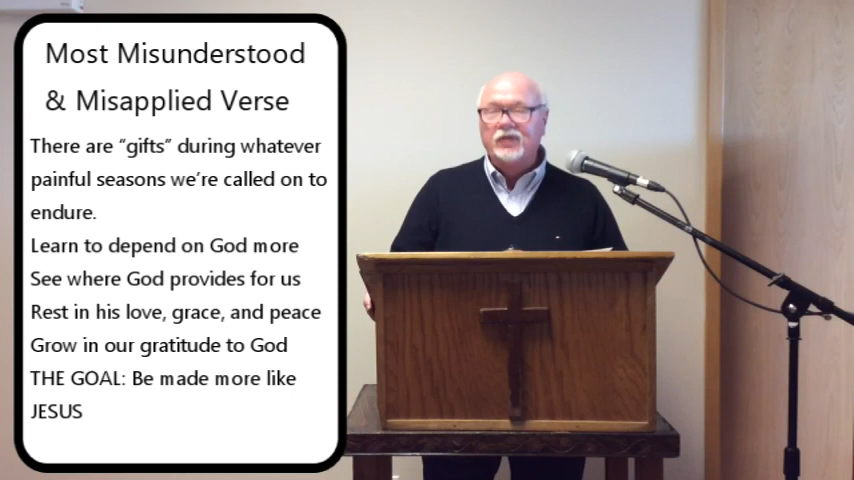 Most Misunderstood
& Misapplied Verse
There are “gifts” during whatever
painful seasons we’re called on to
endure.
Learn to depend on God more
See where God provides for us
Rest in his love, grace, and peace
Grow in our gratitude to God
THE GOAL: Be made more like
JESUS